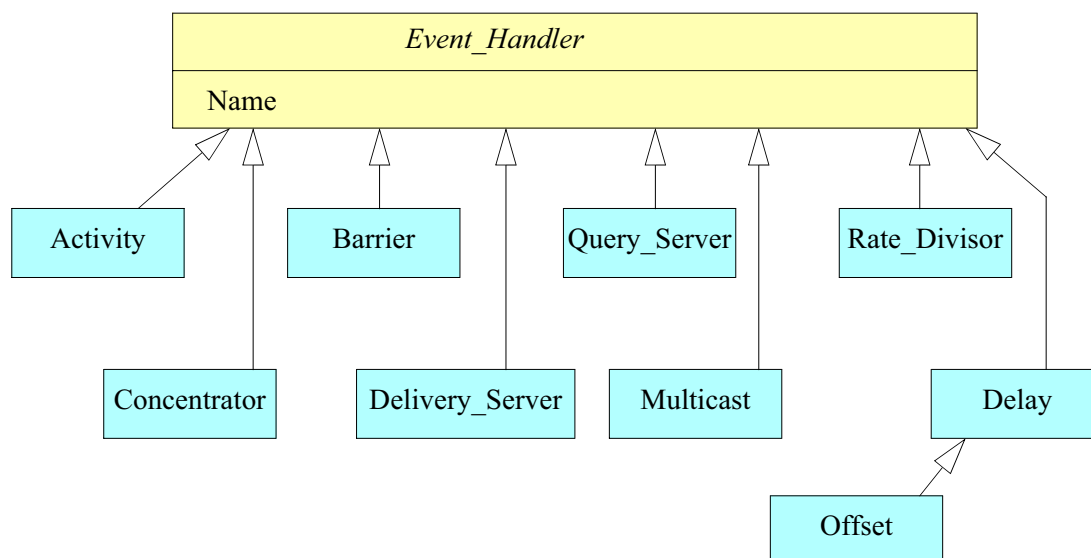 Event_Handler
Name
Activity
Barrier
Query_Server
Rate_Divisor
Concentrator
Delivery_Server
Multicast
Delay
Offset